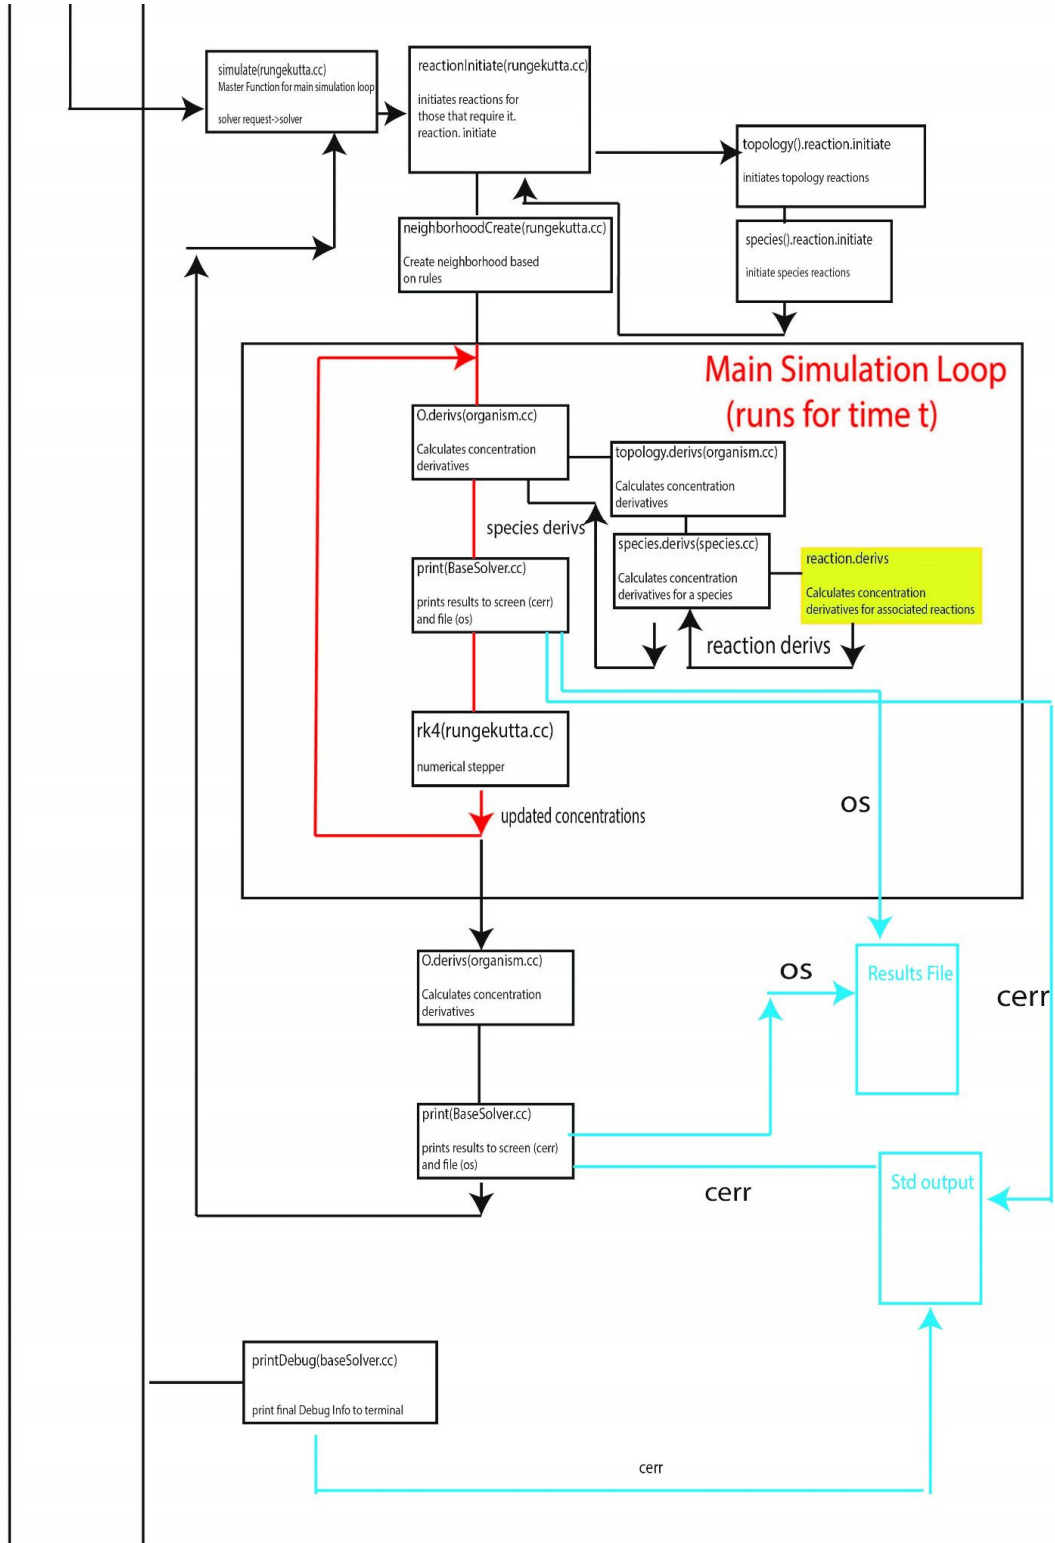 simulate(rungekutta.cc)
Master Function for main simulation loop
solver request->solver
reactionInitiate(rungekutta.cc)
initiates reactions for
those that require it.
reaction. initiate
topology().reaction.initiate
initiates topology reactions
neighborhoodCreate(rungekutta.cc)
Create neighborhood based
on rules
species().reaction.initiate
initiate species reactions
Main Simulation Loop
(runs for time t)
O.derivs(organism.cc)
Calculates concentration
derivatives
topology.derivs(organism.cc)
Calculates concentration
derivatives
species derivs
species.derivs(species.cc)
Calculates concentration
derivatives for a species
reaction.derivs
Calculates concentration
derivatives for associated reactions
print(BaseSolver.cc)
prints results to screen (cerr)
and file (os)
reaction derivs
rk4(rungekutta.cc)
numerical stepper
updated concentrations
os
O.derivs(organism.cc)
Calculates concentration
derivatives
os
Results File
cerr
print(BaseSolver.cc)
prints results to screen (cerr)
and file (os)
cerr
Std output
printDebug(baseSolver.cc)
print final Debug Info to terminal
cerr